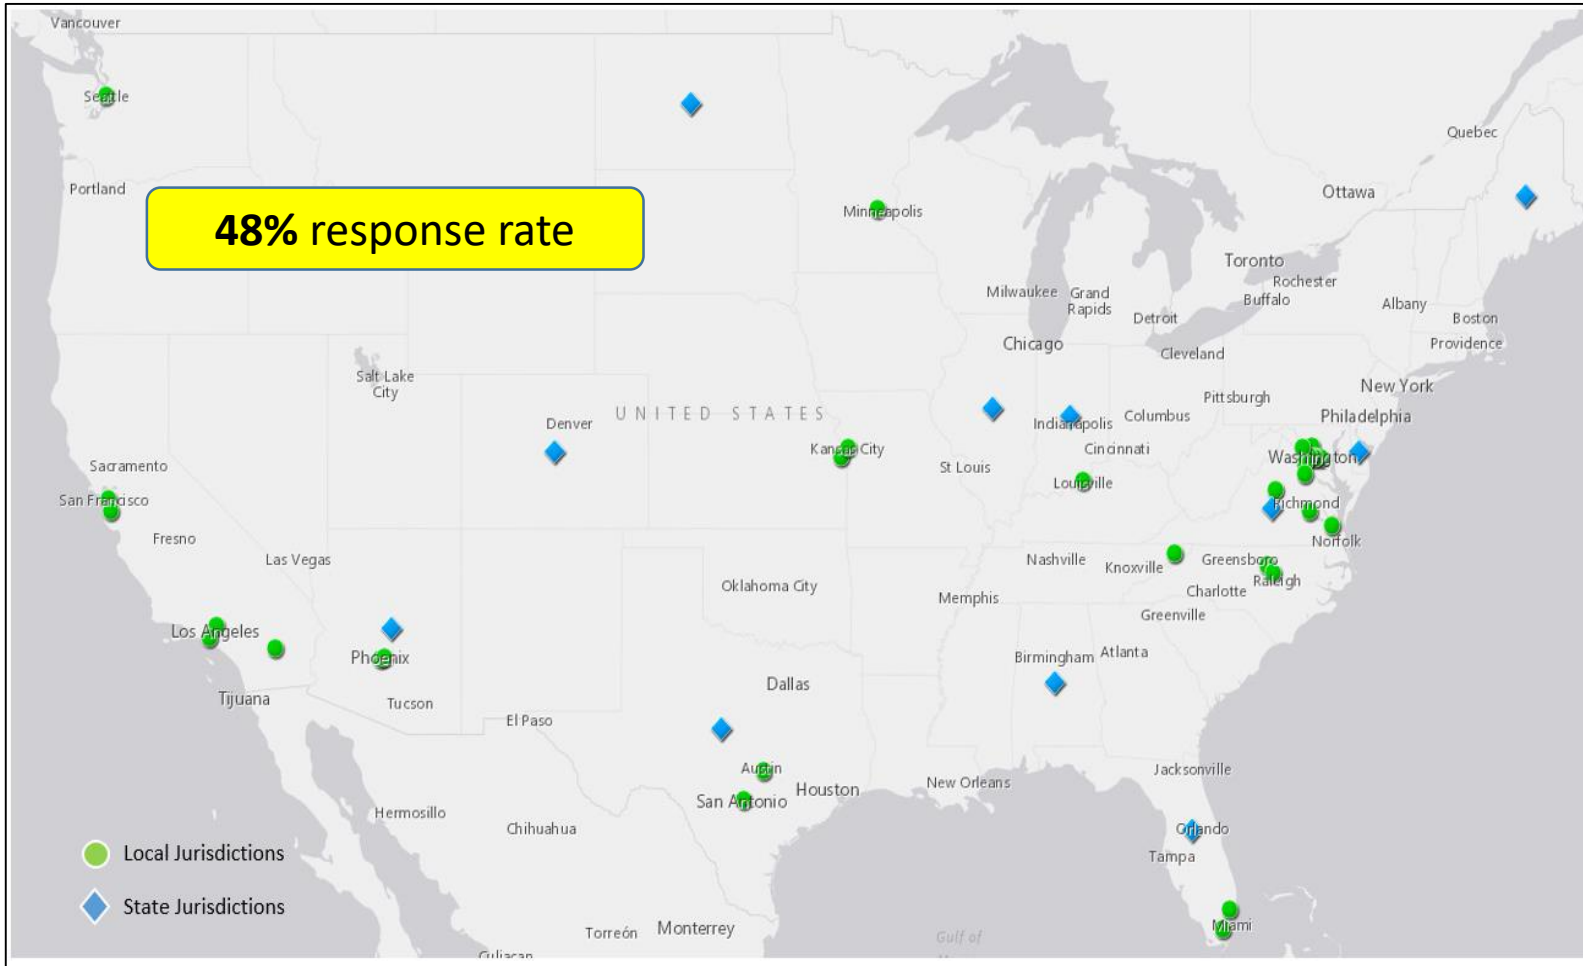 Vancouver
Seattle
Quebec
Portland
Ottawa
48% response rate
Minneapolis
Toronto
Rochester
Milwaukee
Grand
Rapids
Buffalo
Albany
Detroit
Boston
Chicago
Providence
Cleveland
Salt Lake
City
New York
Pittsburgh
UNITED STATES
Denver
Indianapolis
Columbus
Philadelphia
Kansas City
Cincinnati
Washington
Sacramento
St Louis
Louisville
San Francisco
Richmond
Fresno
Norfolk
Las Vegas
Nashville
Knoxville
Greensboro
Oklahoma City
Raleigh
Memphis
Charlotte
Greenville
Los Angeles
Phoenix
Birmingham
Atlanta
Dallas
Tijuana
Tucson
El Paso
Austin
Jacksonville
San Antonio
Houston
New Orleans
Hermosillo
Chihuahua
Orlando
Local Jurisdictions
Tampa
State Jurisdictions
Miami
Torreón
Monterrey
Gulf of
Culiacan